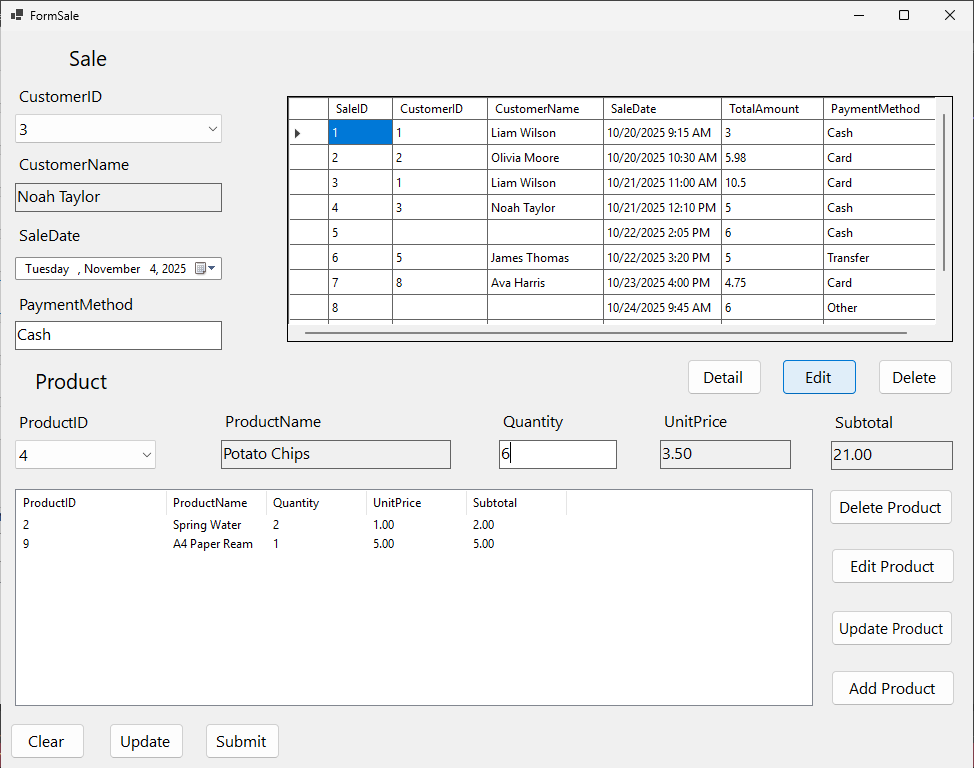 FormSale
Sale
CustomerID
3
CustomerName
Noah Taylor
SaleDate
Tuesday , November 4, 2025
PaymentMethod
Cash
SaleID CustomerID CustomerName SaleDate TotalAmount PaymentMethod
1 1 Liam Wilson 10/20/2025 9:15 AM 3 Cash
2 2 Olivia Moore 10/20/2025 10:30 AM 5.98 Card
3 1 Liam Wilson 10/21/2025 11:00 AM 10.5 Card
4 3 Noah Taylor 10/21/2025 12:10 PM 5 Cash
5 10/22/2025 2:05 PM 6 Cash
6 5 James Thomas 10/22/2025 3:20 PM 5 Transfer
7 8 Ava Harris 10/23/2025 4:00 PM 4.75 Card
8 10/24/2025 9:45 AM 6 Other
Detail Edit Delete
Product
ProductID ProductName Quantity UnitPrice Subtotal
4 Potato Chips 6 3.50 21.00
ProductID ProductName Quantity UnitPrice Subtotal
2 Spring Water 2 1.00 2.00
9 A4 Paper Ream 1 5.00 5.00
Delete Product
Edit Product
Update Product
Add Product
Clear Update Submit